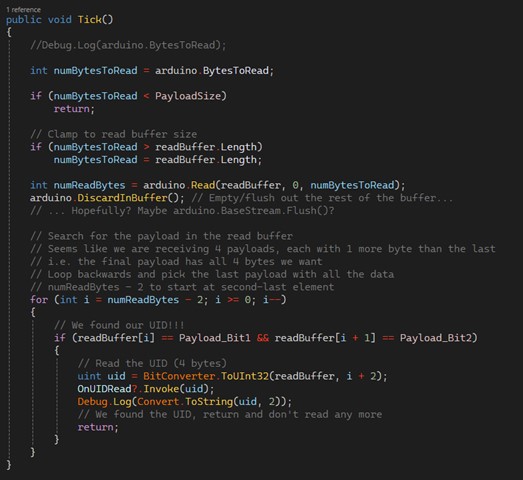 1 reference
public void Tick()
{
//Debug.Log(arduino.BytesToRead);
int numBytesToRead = arduino.BytesToRead;
if (numBytesToRead < PayloadSize)
return;
// Clamp to read buffer size
if (numBytesToRead > readBuffer.Length)
numBytesToRead = readBuffer.Length;
int numReadBytes = arduino.Read(readBuffer, 0, numBytesToRead);
arduino.DiscardInBuffer(); // Empty/flush out the rest of the buffer...
// ... Hopefully? Maybe arduino.BaseStream.Flush()?
// Search for the payload in the read buffer
// Seems like we are receiving 4 payloads, each with 1 more byte than the last
// i.e. the final payload has all 4 bytes we want
// Loop backwards and pick the last payload with all the data
// numReadBytes - 2 to start at second-last element
for (int i = numReadBytes - 2; i >= 0; i--)
{
// We found our UID!!!
if (readBuffer[i] == Payload_Bit1 && readBuffer[i + 1] == Payload_Bit2)
{
// Read the UID (4 bytes)
uint uid = BitConverter.ToUInt32(readBuffer, i + 2);
OnUIDRead?.Invoke(uid);
Debug.Log(Convert.ToString(uid, 2));
// We found the UID, return and don't read any more
return;
}
}
}